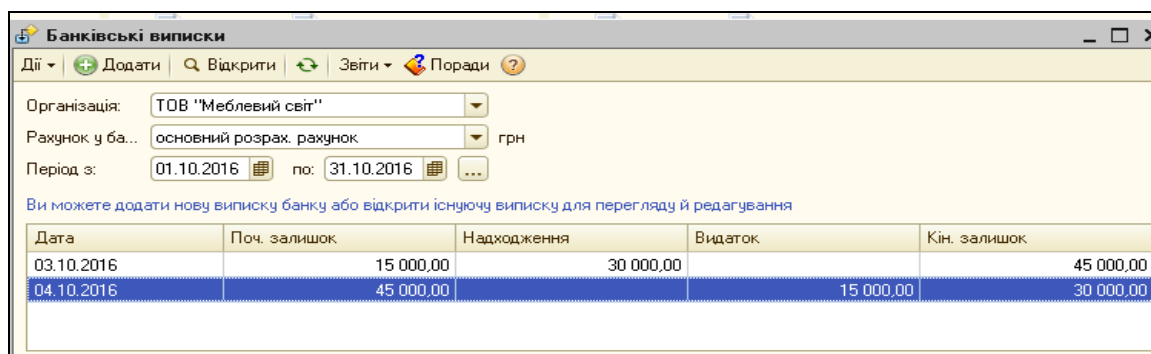 Банківські виписки
Дії Додати Відкрити Звіти Поради
Організація: ТОВ "Меблевий світ"
Рахунок у ба... основний розрах. рахунок грн
Період з: 01.10.2016 по: 31.10.2016 ...
Ви можете додати нову виписку банку або відкрити існуючу виписку для перегляду й редагування
Дата Поч. залишок Надходження Видаток Кін. залишок
03.10.2016 15 000,00 30 000,00 45 000,00
04.10.2016 45 000,00 15 000,00 30 000,00